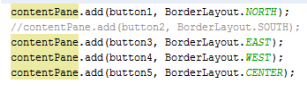 contentPane.add(button1, BorderLayout.NORTH);
//contentPane.add(button2, BorderLayout.SOUTH);
contentPane.add(button3, BorderLayout.EAST);
contentPane.add(button4, BorderLayout.WEST);
contentPane.add(button5, BorderLayout.CENTER);